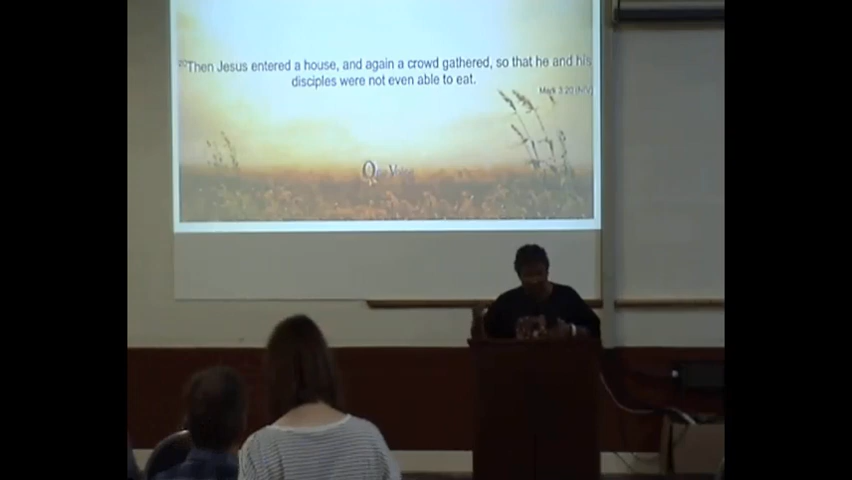 20Then Jesus entered a house, and again a crowd gathered, so that he and his
disciples were not even able to eat.
Mark 3:20 (NIV)